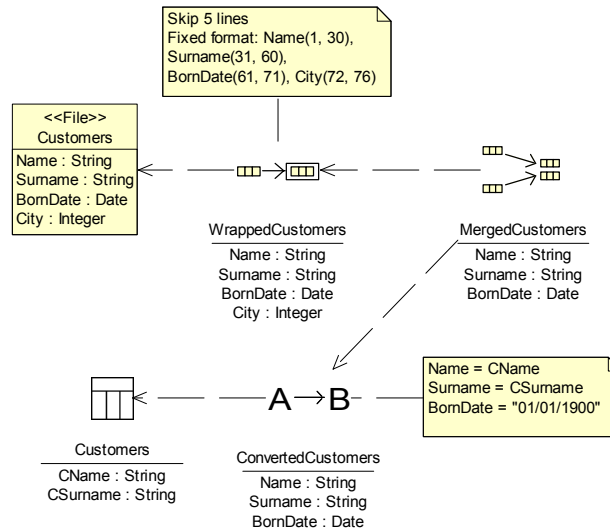 Skip 5 lines
Fixed format: Name(1, 30),
Surname(31, 60),
BornDate(61, 71), City(72, 76)
<<File>>
Customers
Name : String
Surname : String
BornDate : Date
City : Integer
WrappedCustomers
Name : String
Surname : String
BornDate : Date
City : Integer
MergedCustomers
Name : String
Surname : String
BornDate : Date
Customers
CName : String
CSurname : String
A→B
ConvertedCustomers
Name : String
Surname : String
BornDate : Date
Name = CName
Surname = CSurname
BornDate = "01/01/1900"